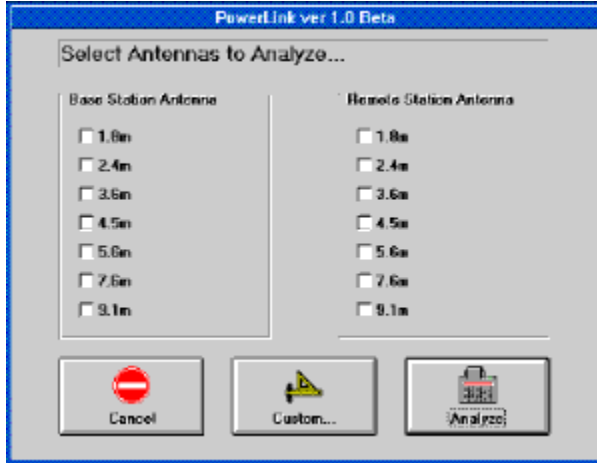 PowerLink ver 1.0 Beta
Select Antennas to Analyze...
Base Station Antenna
1.8m
2.4m
3.6m
4.5m
5.6m
7.6m
9.1m
Remote Station Antenna
1.8m
2.4m
3.6m
4.5m
5.6m
7.6m
9.1m
Cancel
Custom...
Analyze